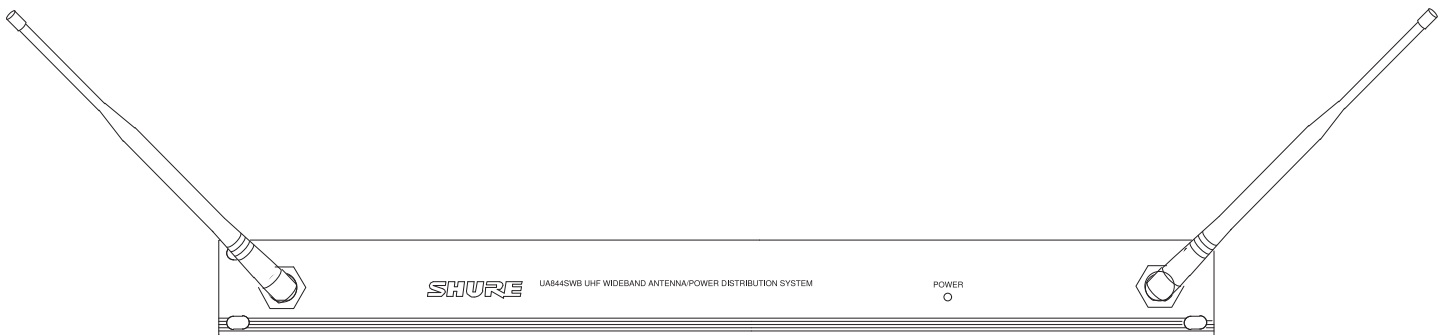 SHURE
UA844SWB UHF WIDEBAND ANTENNA/POWER DISTRIBUTION SYSTEM
POWER